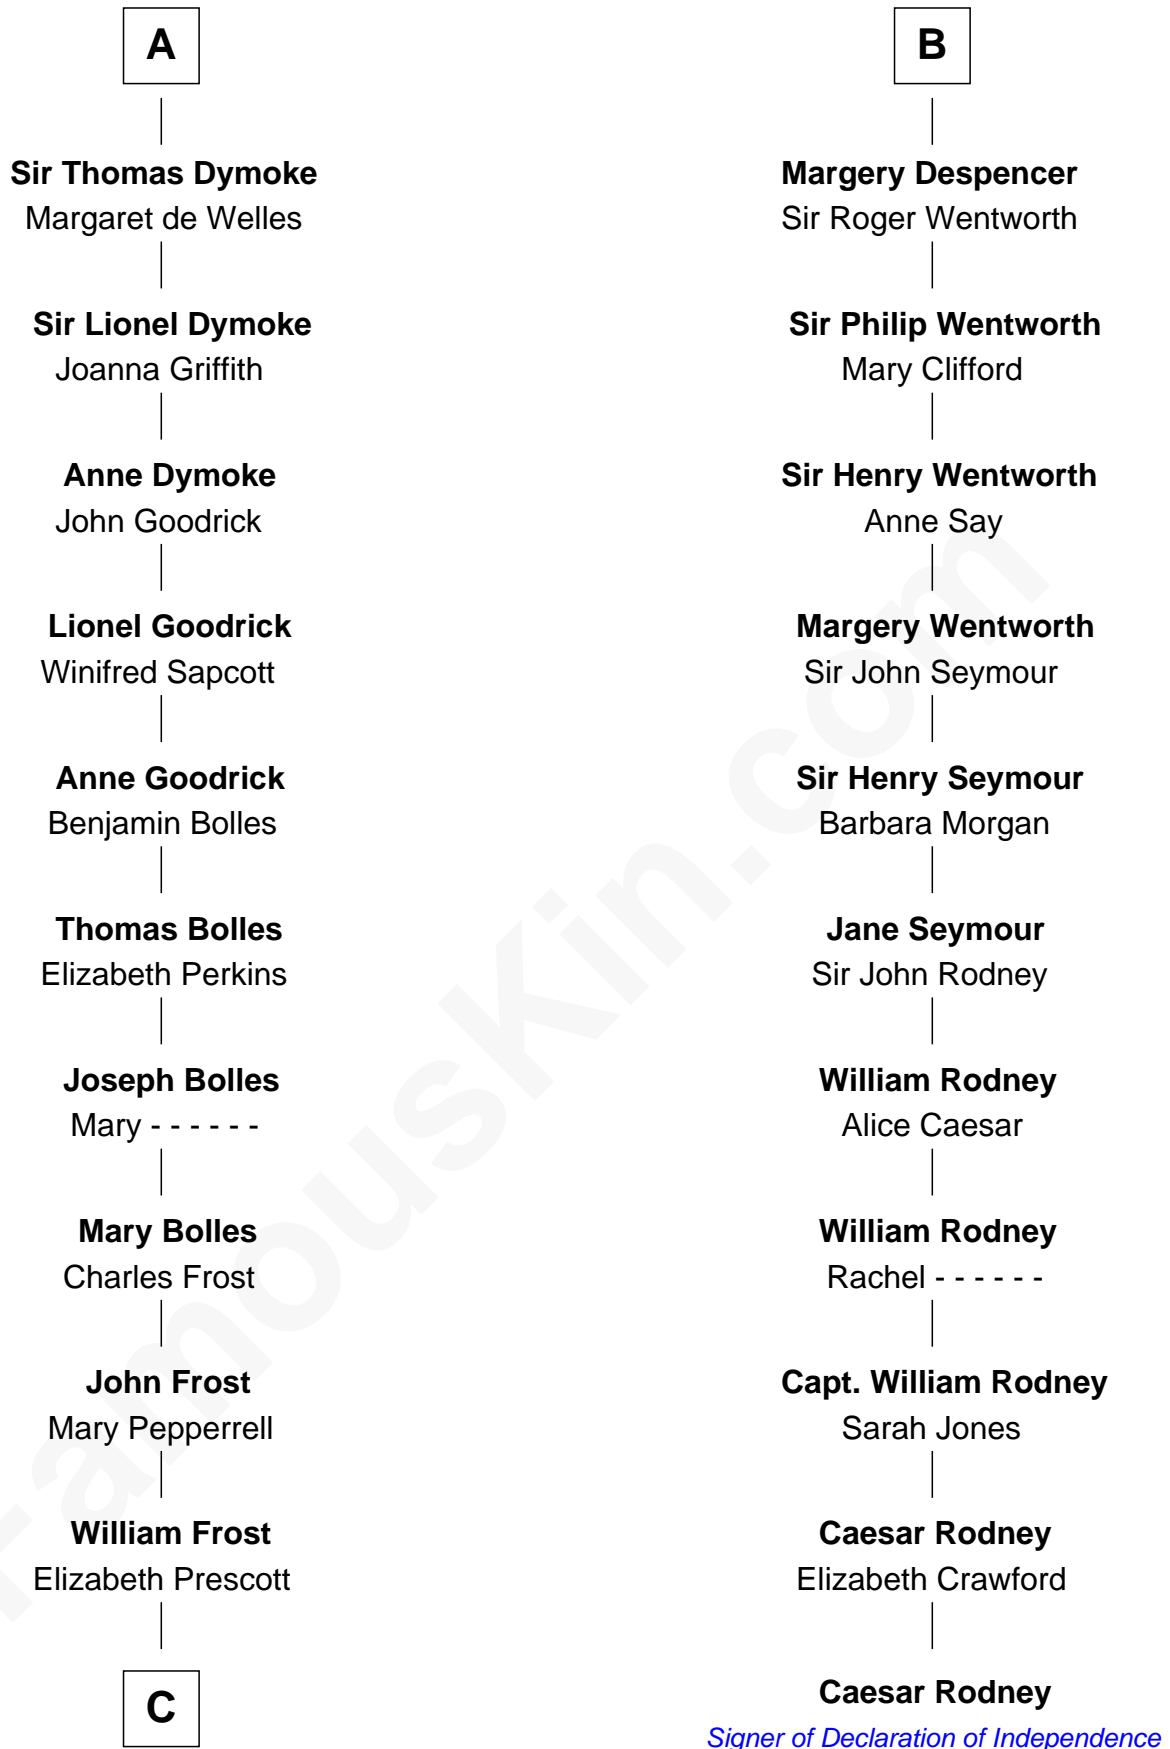 A
Sir Thomas Dymoke
Margaret de Welles
Sir Lionel Dymoke
Joanna Griffith
Anne Dymoke
John Goodrick
Lionel Goodrick
Winifred Sapcott
Anne Goodrick
Benjamin Bolles
Thomas Bolles
Elizabeth Perkins
Joseph Bolles
Mary - - - - - -
Mary Bolles
Charles Frost
John Frost
Mary Pepperrell
William Frost
Elizabeth Prescott
C
B
Margery Despencer
Sir Roger Wentworth
Sir Philip Wentworth
Mary Clifford
Sir Henry Wentworth
Anne Say
Margery Wentworth
Sir John Seymour
Sir Henry Seymour
Barbara Morgan
Jane Seymour
Sir John Rodney
William Rodney
Alice Caesar
William Rodney
Rachel - - - - - -
Capt. William Rodney
Sarah Jones
Caesar Rodney
Elizabeth Crawford
Caesar Rodney
Signer of Declaration of Independence
FamousKin.com